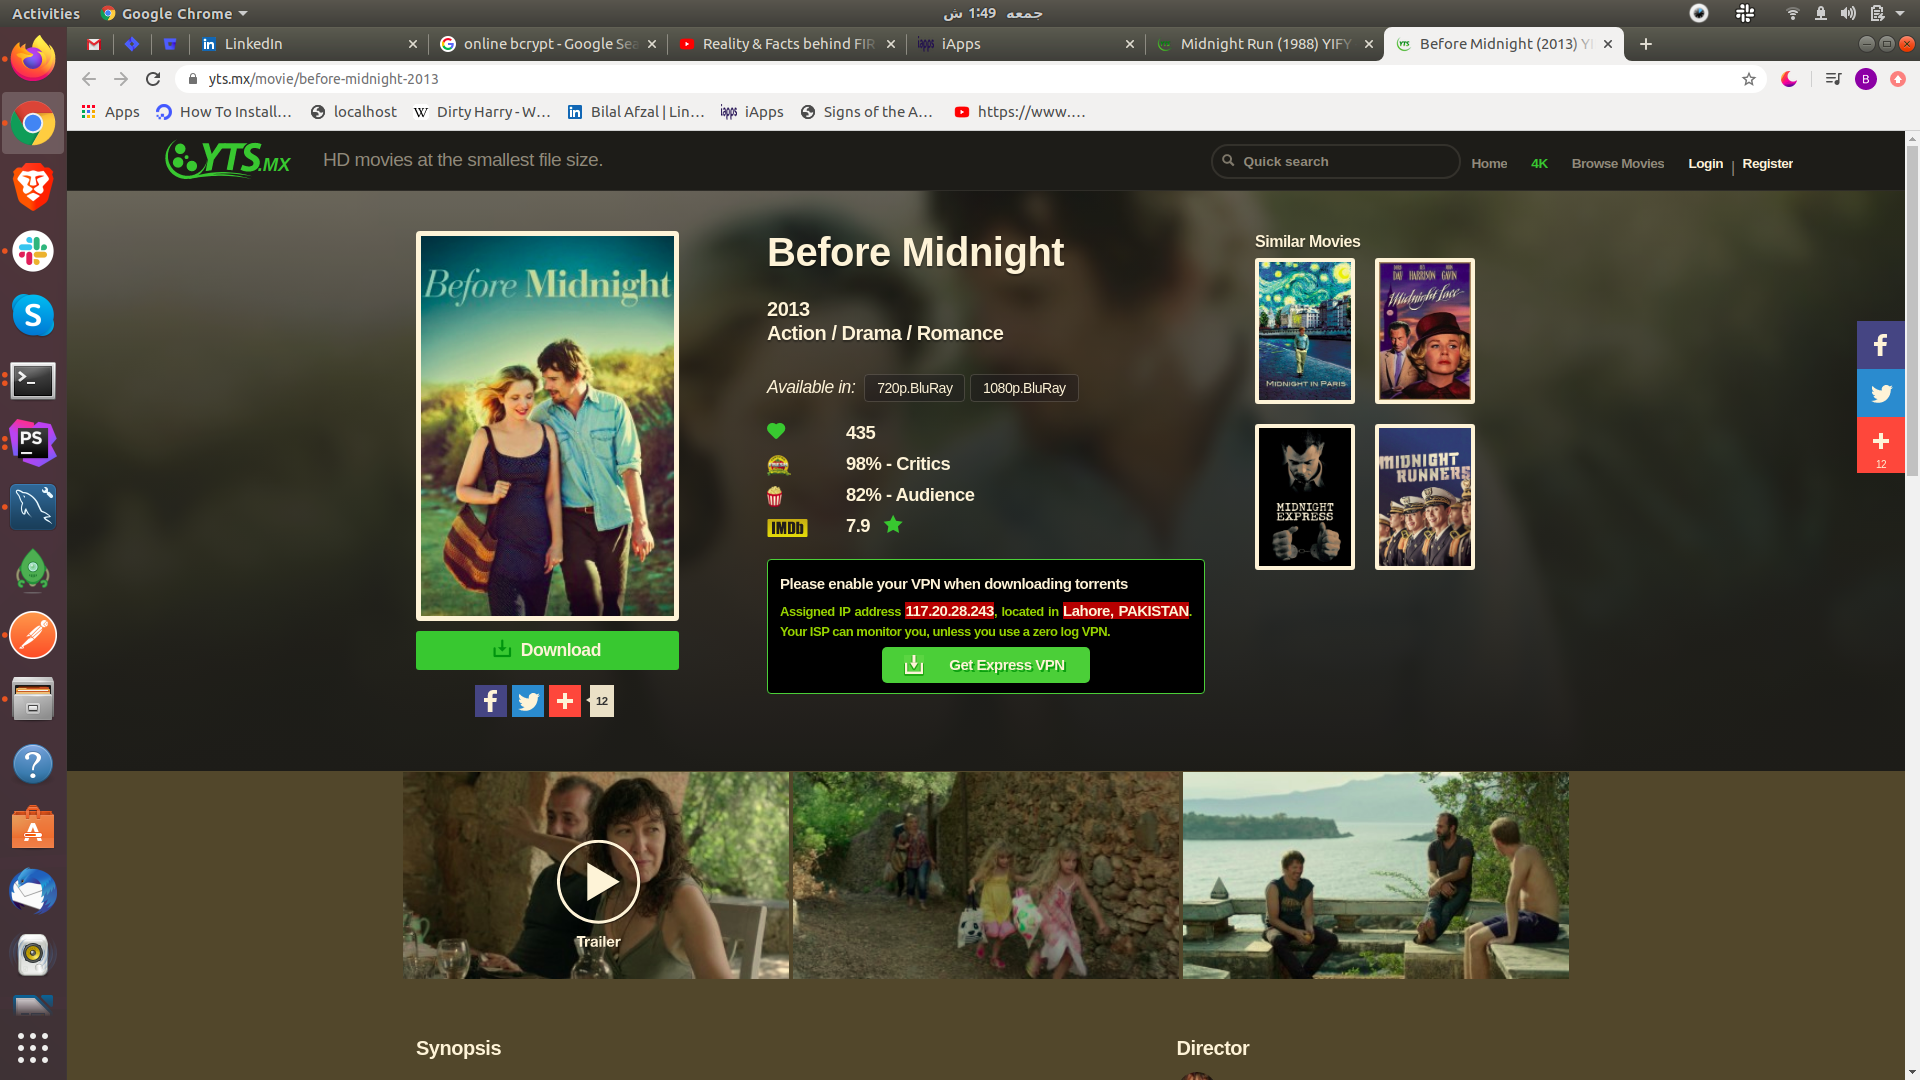 Activities
Google Chrome
جمعه 1:49 ش
LinkedIn
online bcrypt - Google Sea
Reality & Facts behind FIR
iApps
Midnight Run (1988) YIFY
Before Midnight (2013) YI
yts.mx/movie/before-midnight-2013
B
Apps
How To Install...
localhost
Dirty Harry - W...
Bilal Afzal | Lin...
iApps
Signs of the A...
https://www....
YTS.MX
HD movies at the smallest file size.
Quick search
Home
4K
Browse Movies
Login | Register
Before Midnight
Before Midnight
2013
Action / Drama / Romance
Available in: 720p.BluRay 1080p.BluRay
435
98% - Critics
82% - Audience
IMDb 7.9
Please enable your VPN when downloading torrents
Assigned IP address 117.20.28.243, located in Lahore, PAKISTAN.
Your ISP can monitor you, unless you use a zero log VPN.
Get Express VPN
Download
12
Similar Movies
MIDNIGHT IN PARIS
DAY HARRISON GAVIN
Midnight Lace
MIDNIGHT
EXPRESS
MIDNIGHT
RUNNERS
12
Trailer
Synopsis
Director
PS